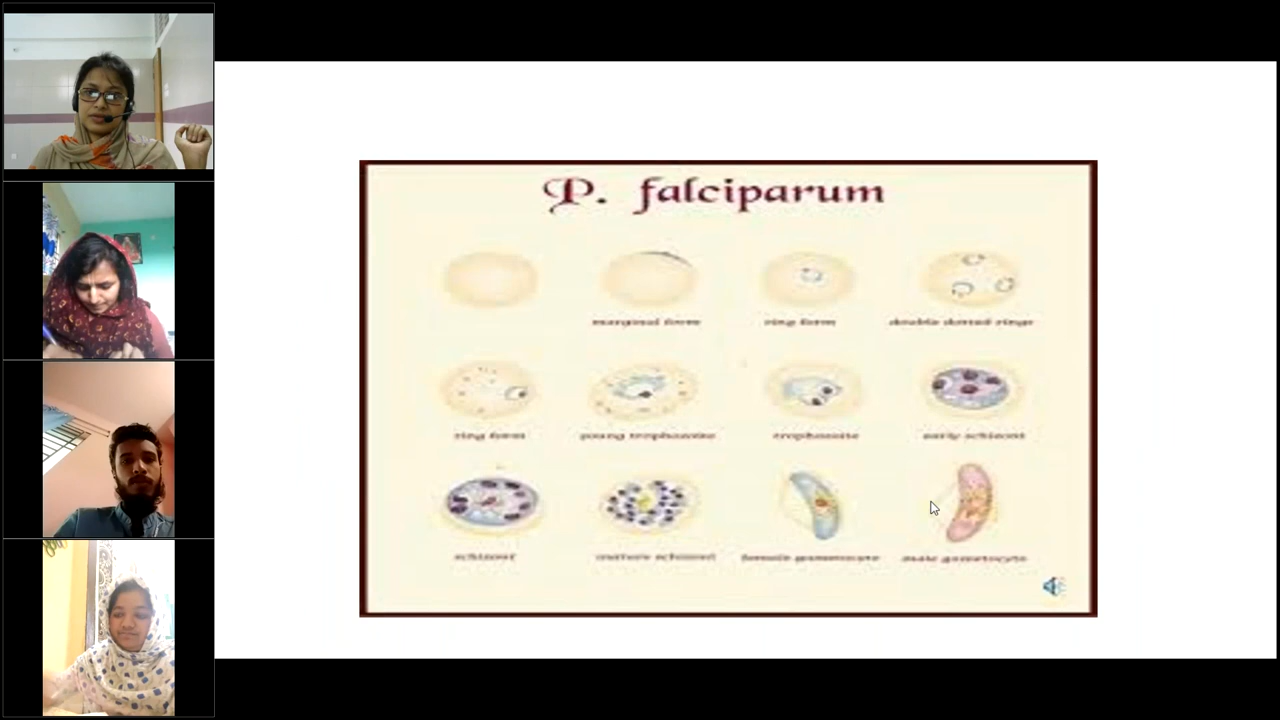 P. falciparum
marginal form
ring form
double dotted rings
ring form
young trophozoite
trophozoite
early schizont
schizont
mature schizont
female gametocyte
male gametocyte